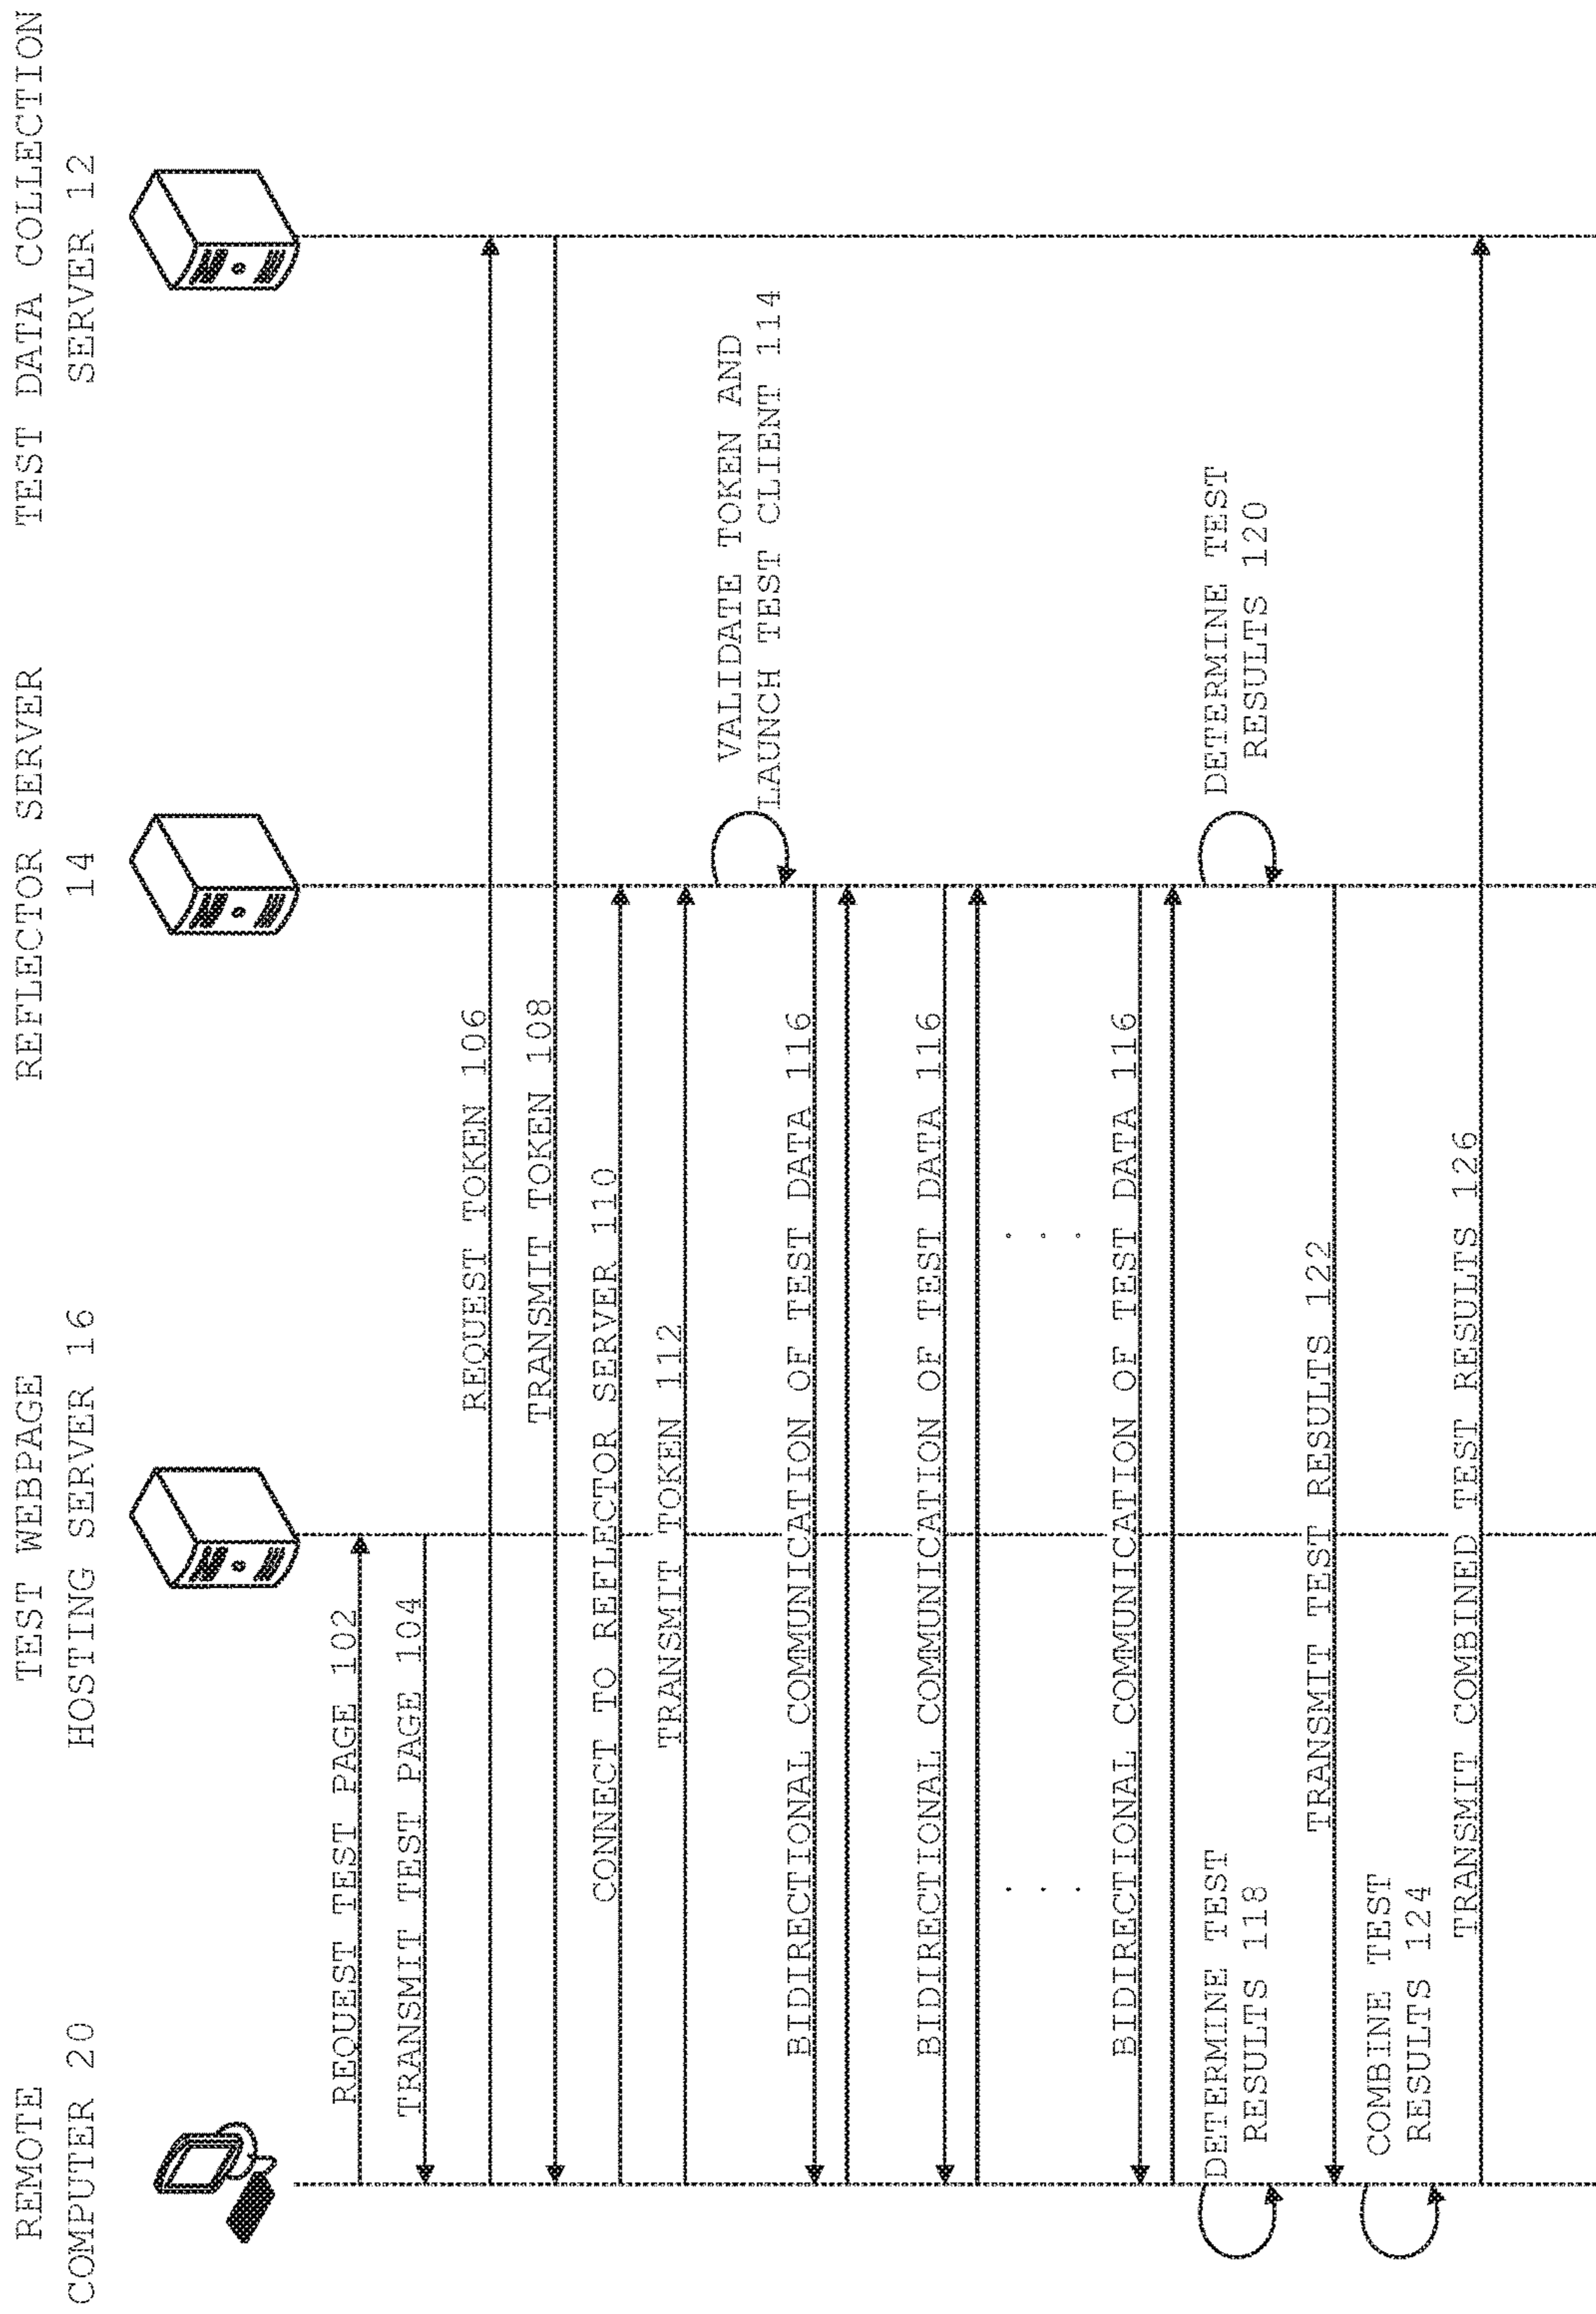 REMOTE
COMPUTER 20
TEST WEBPAGE
HOSTING SERVER 16
REFLECTOR SERVER
14
TEST DATA COLLECTION
SERVER 12
REQUEST TEST PAGE 102
TRANSMIT TEST PAGE 104
REQUEST TOKEN 106
TRANSMIT TOKEN 108
CONNECT TO REFLECTOR SERVER 110
TRANSMIT TOKEN 112
VALIDATE TOKEN AND
LAUNCH TEST CLIENT 114
BIDIRECTIONAL COMMUNICATION OF TEST DATA 116
BIDIRECTIONAL COMMUNICATION OF TEST DATA 116
BIDIRECTIONAL COMMUNICATION OF TEST DATA 116
DETERMINE TEST
RESULTS 118
DETERMINE TEST
RESULTS 120
TRANSMIT TEST RESULTS 122
COMBINE TEST
RESULTS 124
TRANSMIT COMBINED TEST RESULTS 126